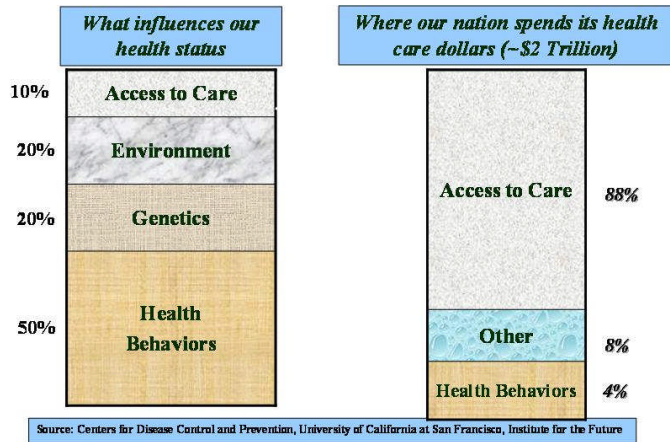 What influences our
health status
Where our nation spends its health
care dollars (~$2 Trillion)
10%
Access to Care
20%
Environment
20%
Genetics
50%
Health
Behaviors
Access to Care
88%
Other
8%
Health Behaviors
4%
Source: Centers for Disease Control and Prevention, University of California at San Francisco, Institute for the Future